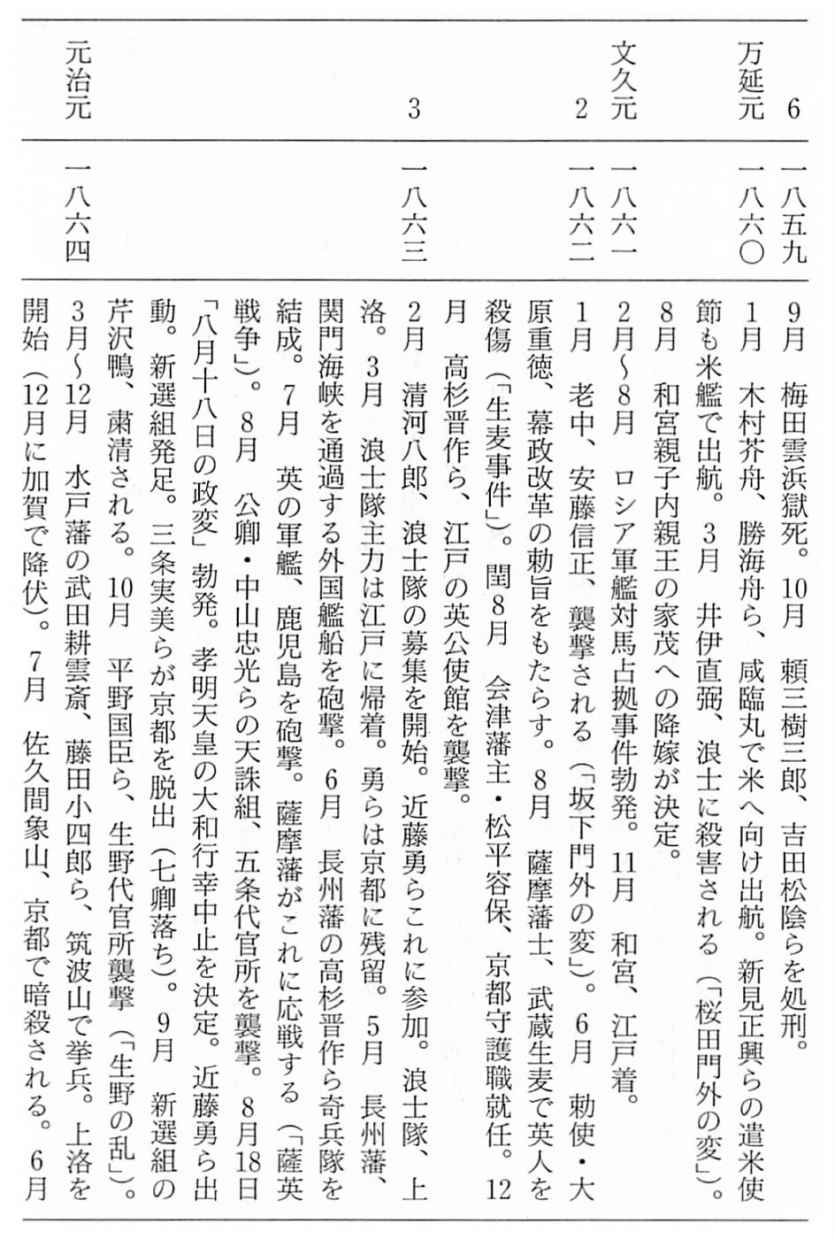 6 一八五九 9月　梅田雲浜獄死。10月　頼三樹三郎、吉田松陰らを処刑。
万延元 一八六〇 1月　木村芥舟、勝海舟ら、咸臨丸で米へ向け出航。新見正興らの遣米使
節も米艦で出航。3月　井伊直弼、浪士に殺害される（「桜田門外の変」）。
8月　和宮親子内親王の家茂への降嫁が決定。
文久元 一八六一 2月〜8月　ロシア軍艦対馬占拠事件勃発。11月　和宮、江戸着。
2 一八六二 1月　老中、安藤信正、襲撃される（「坂下門外の変」）。6月　勅使・大
原重徳、幕政改革の勅旨をもたらす。8月　薩摩藩士、武蔵生麦で英人を
殺傷（「生麦事件」）。閏8月　会津藩主・松平容保、京都守護職就任。12
月　高杉晋作ら、江戸の英公使館を襲撃。
3 一八六三 2月　清河八郎、浪士隊の募集を開始。近藤勇らこれに参加。浪士隊、上
洛。3月　浪士隊主力は江戸に帰着。勇らは京都に残留。5月　長州藩、
関門海峡を通過する外国艦船を砲撃。6月　長州藩の高杉晋作ら奇兵隊を
結成。7月　英の軍艦、鹿児島を砲撃。薩摩藩がこれに応戦する（「薩英
戦争」）。8月　公卿・中山忠光らの天誅組、五条代官所を襲撃。8月18日
「八月十八日の政変」勃発。孝明天皇の大和行幸中止を決定。近藤勇ら出
動。新選組発足。三条実美らが京都を脱出（七卿落ち）。9月　新選組の
芹沢鴨、粛清される。10月　平野国臣ら、生野代官所襲撃（「生野の乱」）。
元治元 一八六四 3月〜12月　水戸藩の武田耕雲斎、藤田小四郎ら、筑波山で挙兵。上洛を
開始（12月に加賀で降伏）。7月　佐久間象山、京都で暗殺される。6月